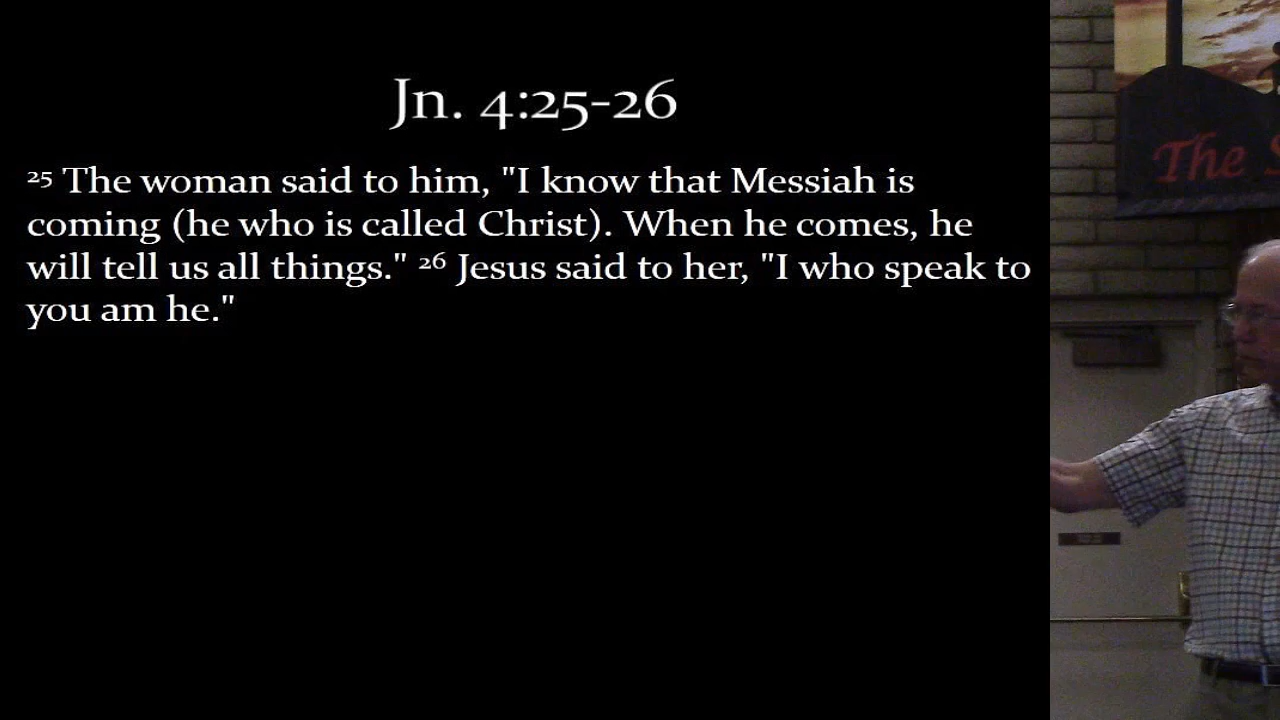 Jn. 4:25-26
25 The woman said to him, "I know that Messiah is
coming (he who is called Christ). When he comes, he
will tell us all things." 26 Jesus said to her, "I who speak to
you am he."
The